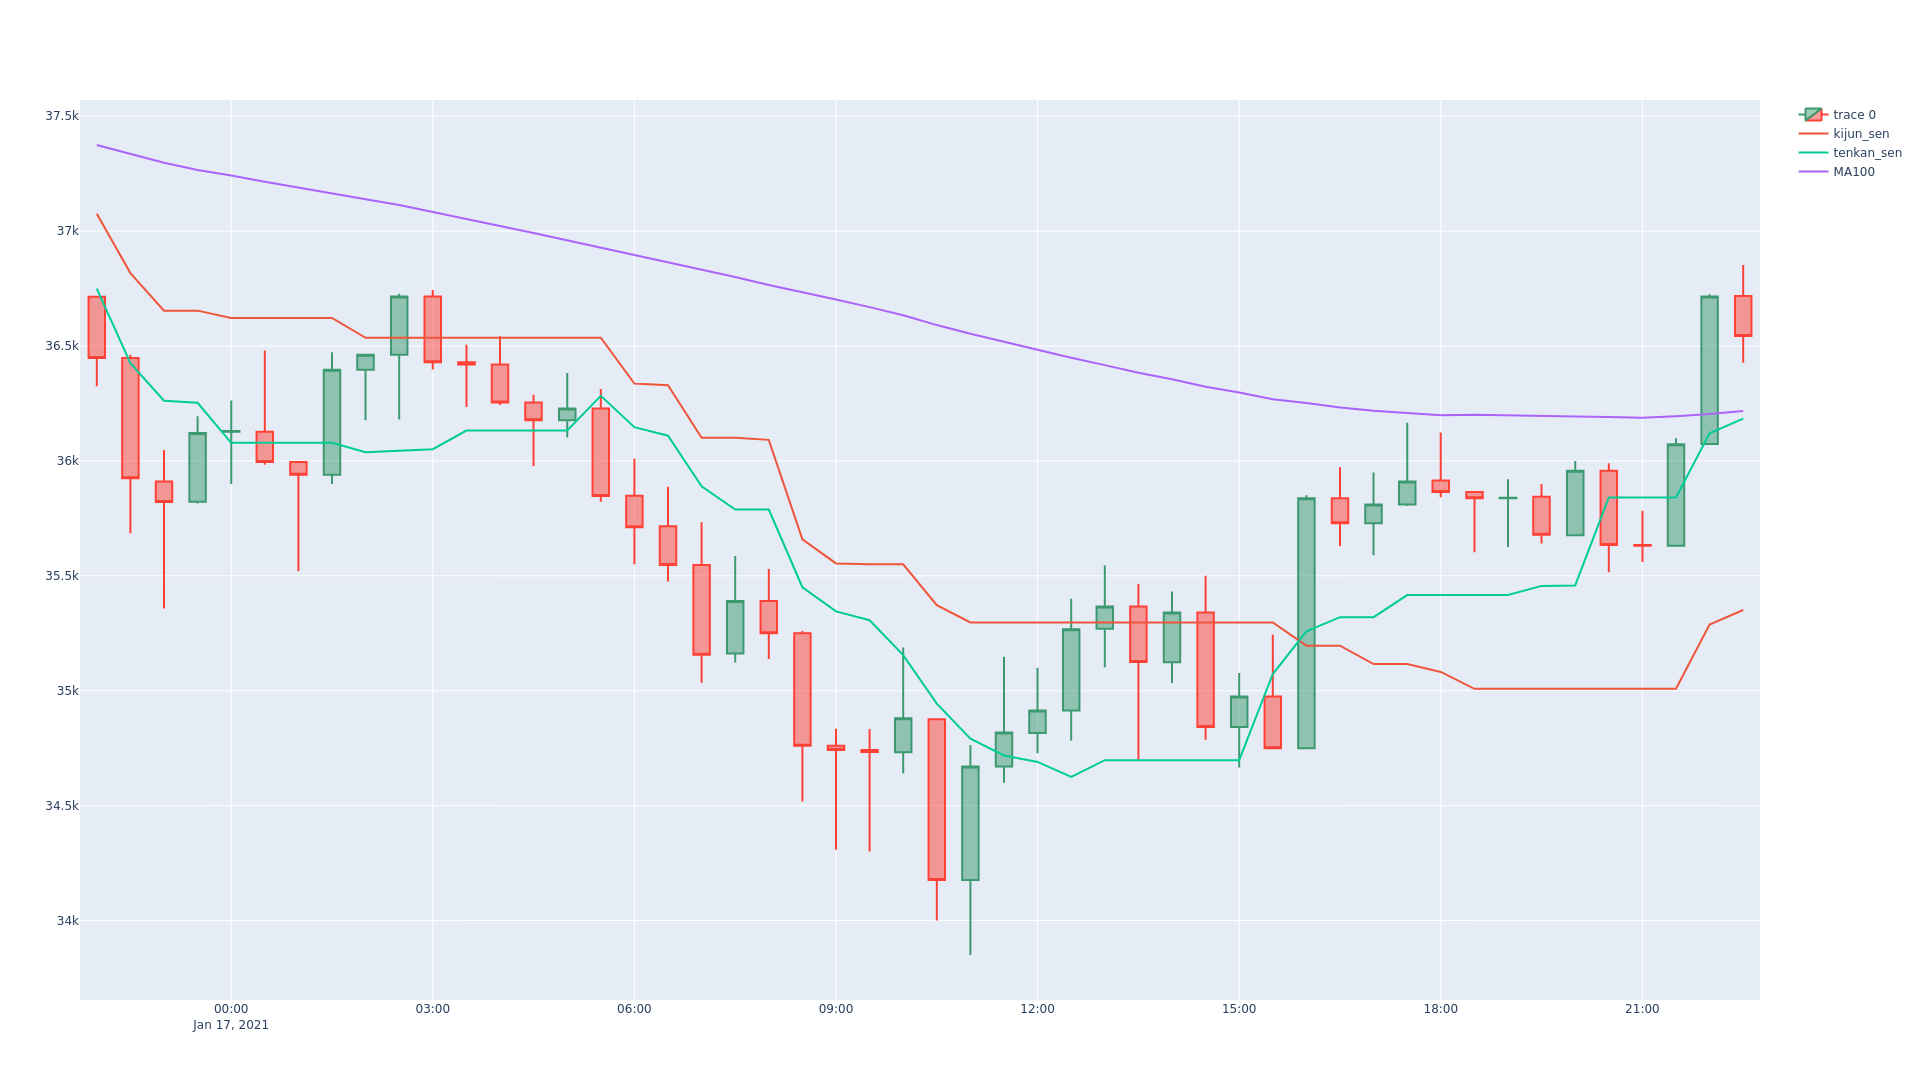 37.5k
37k
36.5k
36k
35.5k
35k
34.5k
34k
00:00
Jan 17, 2021
03:00
06:00
09:00
12:00
15:00
18:00
21:00
trace 0
kijun_sen
tenkan_sen
MA100